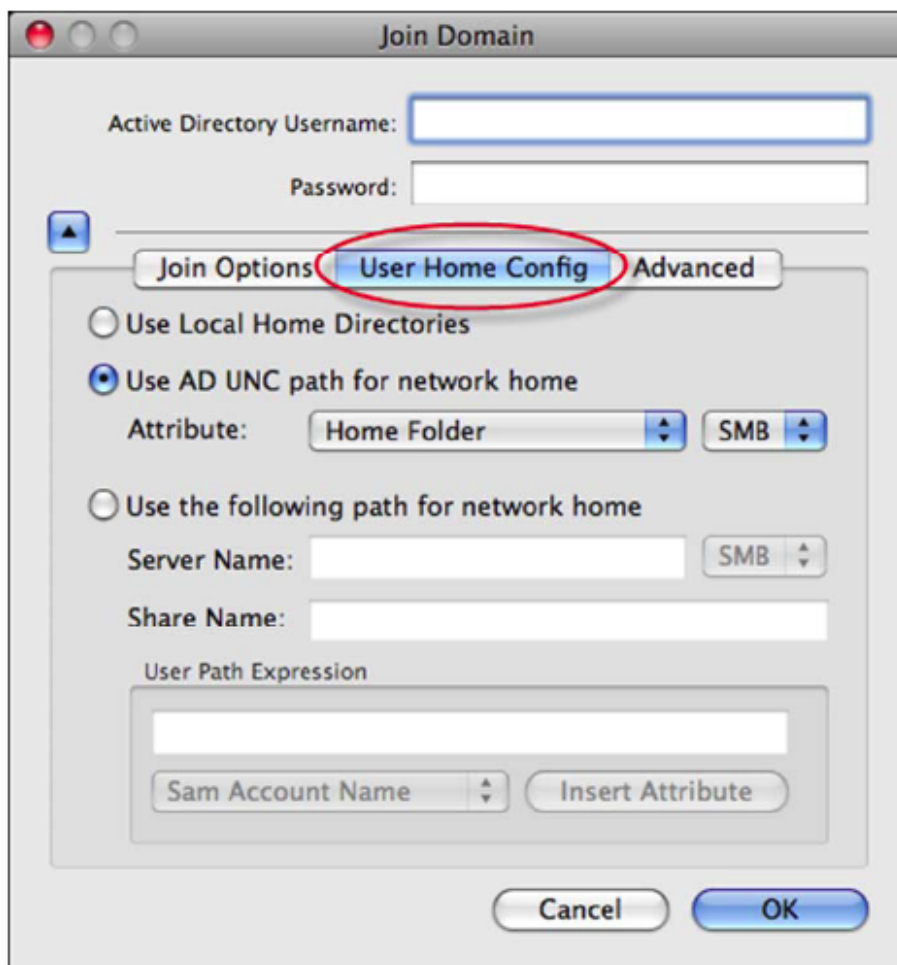 Join Domain
Active Directory Username:
Password:
Join Options User Home Config Advanced
Use Local Home Directories
Use AD UNC path for network home
Attribute: Home Folder SMB
Use the following path for network home
Server Name: SMB
Share Name:
User Path Expression
Sam Account Name Insert Attribute
Cancel OK